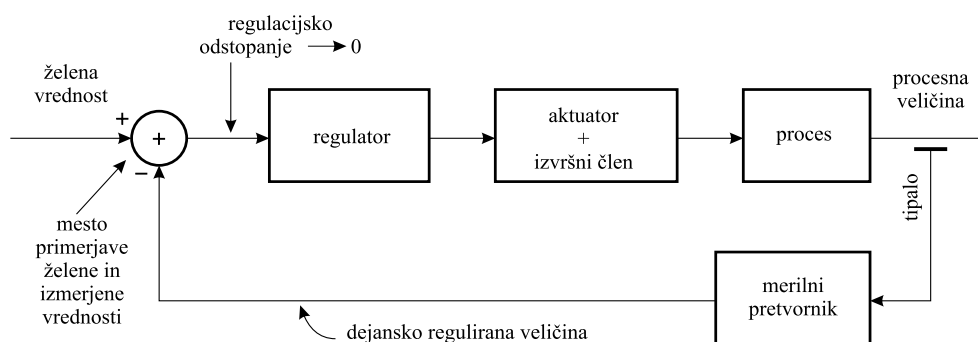 regulacijsko
odstopanje → 0
želena
vrednost
+
+
−
regulator
aktuator
+
izvršni člen
proces
procesna
veličina
tipalo
mesto
primerjave
želene in
izmerjene
vrednosti
merilni
pretvornik
dejansko regulirana veličina